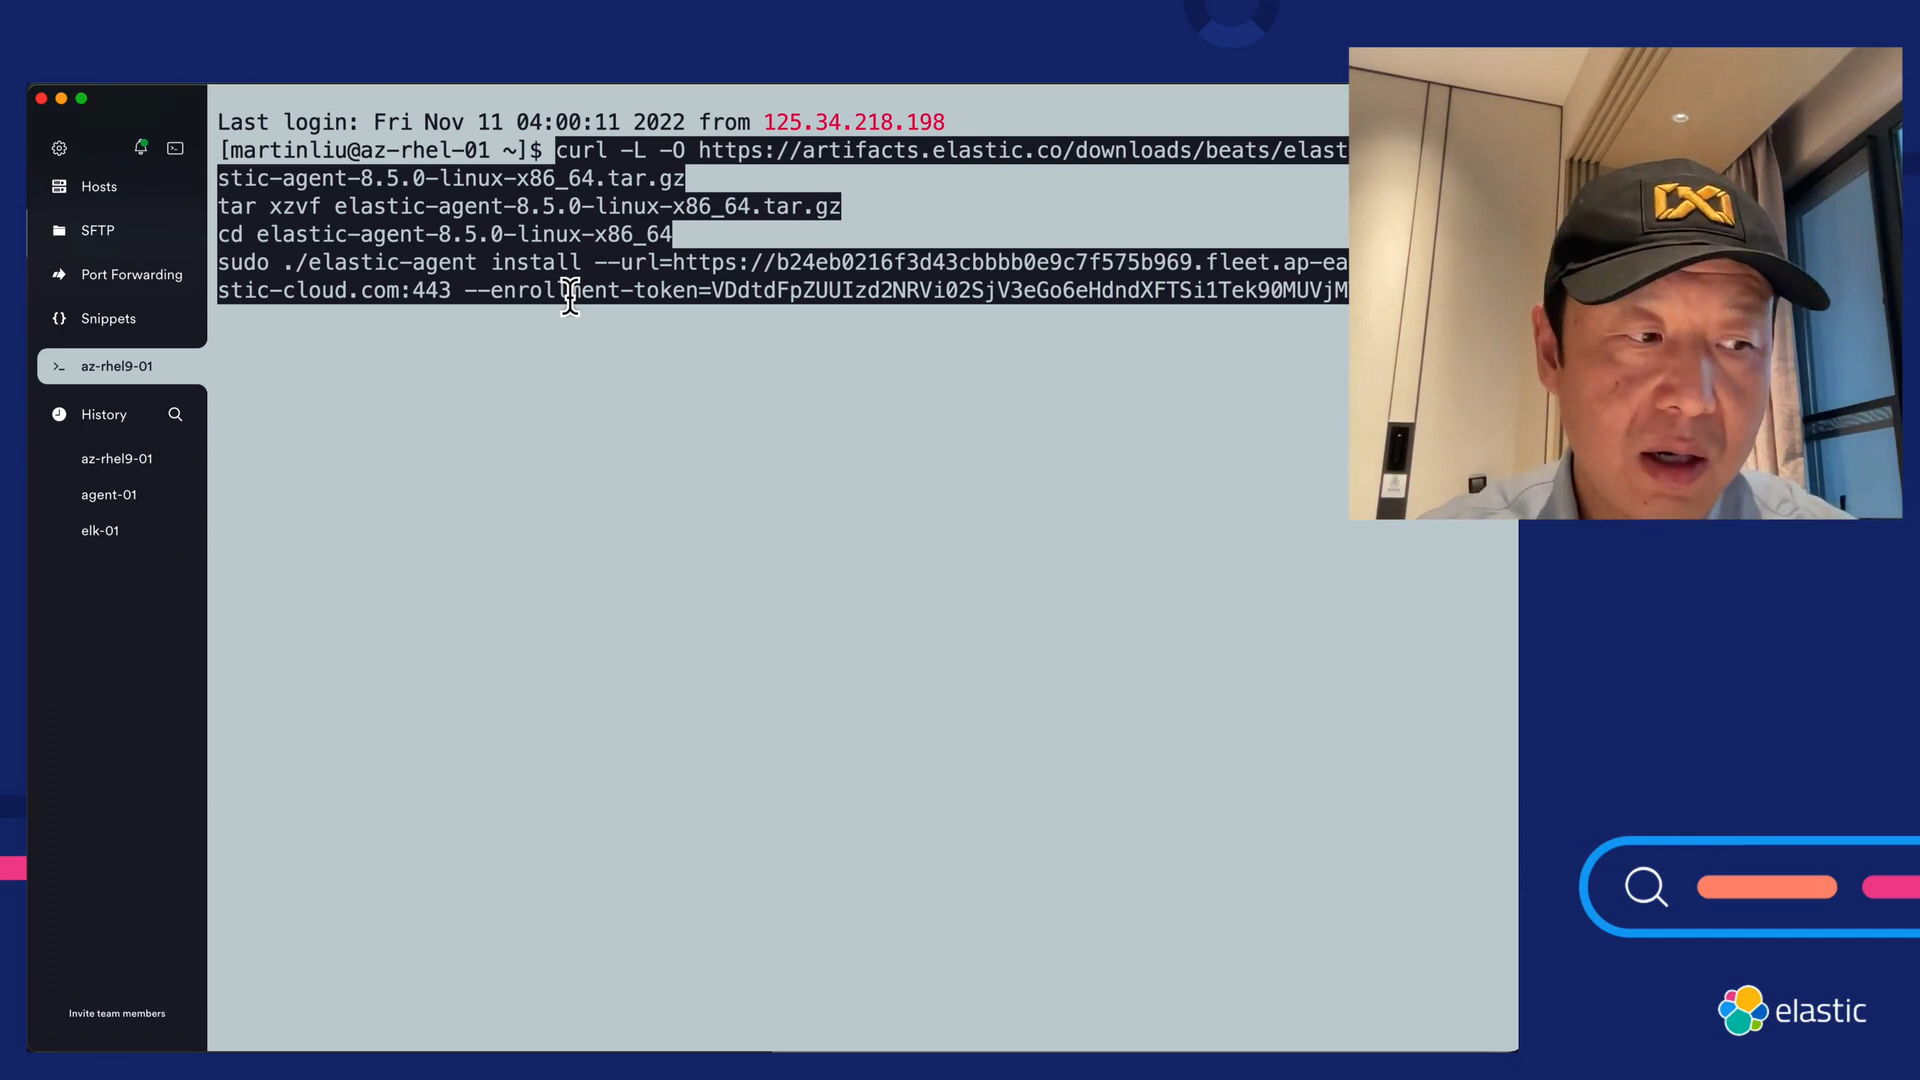 Last login: Fri Nov 11 04:00:11 2022 from 125.34.218.198
[martinliu@az-rhel-01 ~]$ curl -L -O https://artifacts.elastic.co/downloads/beats/elast
stic-agent-8.5.0-linux-x86_64.tar.gz
tar xzvf elastic-agent-8.5.0-linux-x86_64.tar.gz
cd elastic-agent-8.5.0-linux-x86_64
sudo ./elastic-agent install --url=https://b24eb0216f3d43cbbbb0e9c7f575b969.fleet.ap-ea
stic-cloud.com:443 --enrollment-token=VDdtdFpZUUIzd2NRVi02SjV3eGo6eHdndXFTSi1Tek90MUVjM
Hosts
SFTP
Port Forwarding
Snippets
az-rhel9-01
History
az-rhel9-01
agent-01
elk-01
Invite team members
elastic